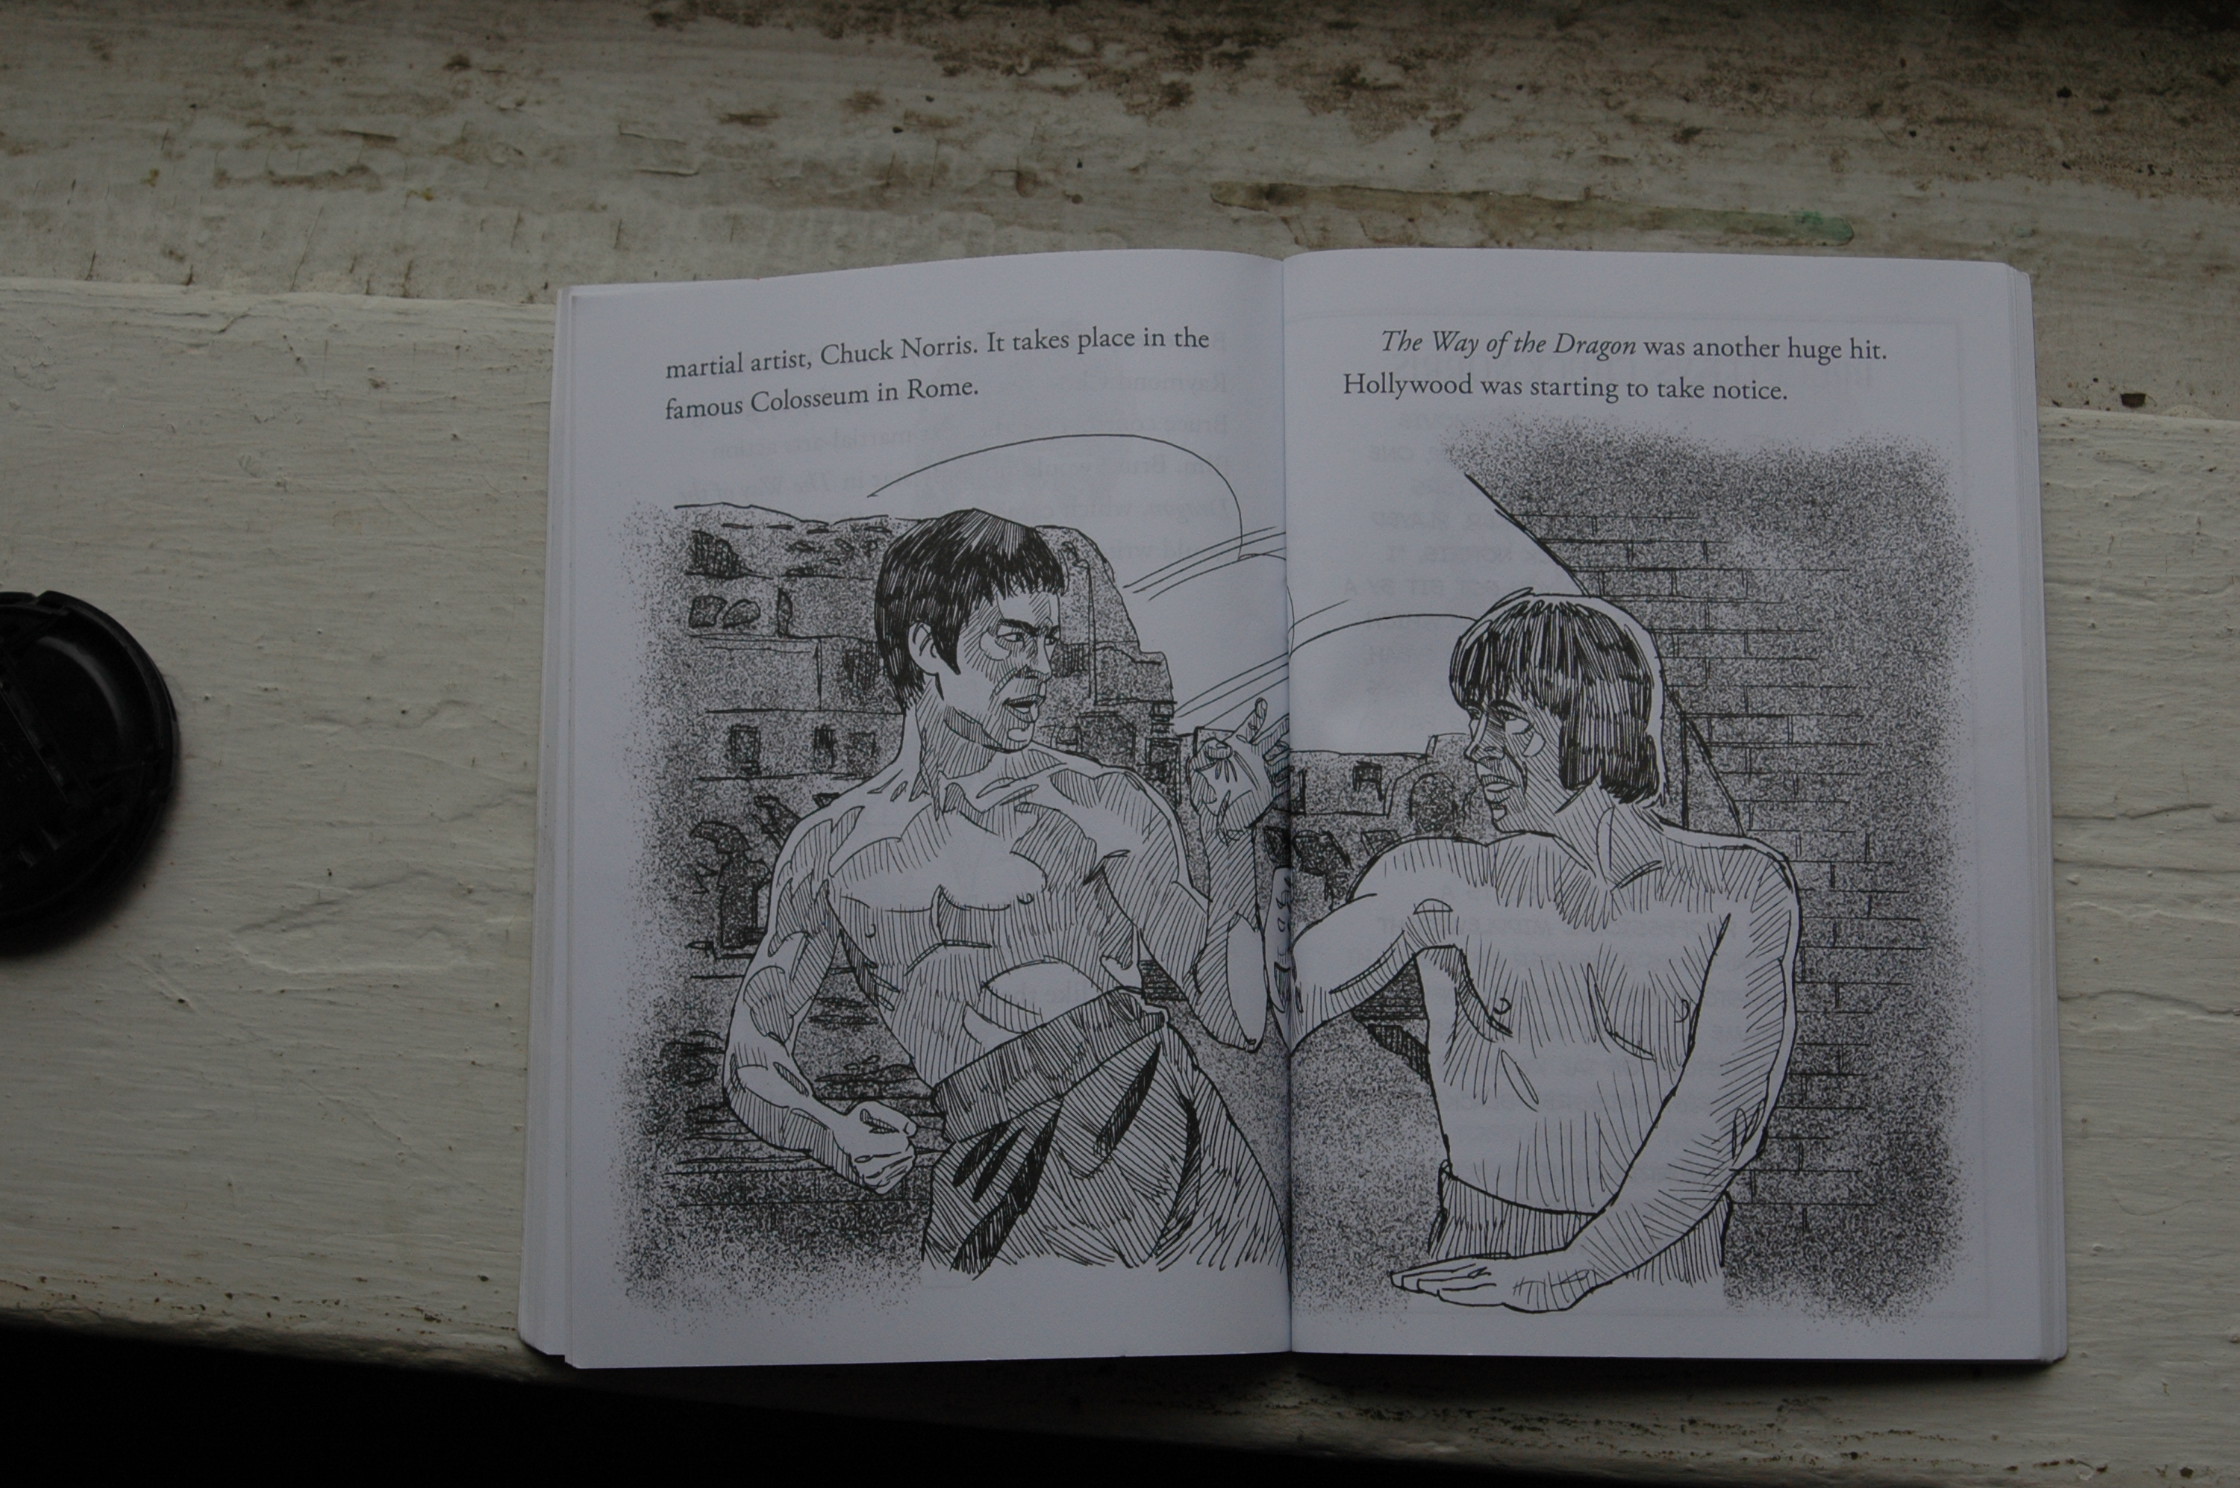 martial artist, Chuck Norris. It takes place in the
famous Colosseum in Rome.
The Way of the Dragon was another huge hit.
Hollywood was starting to take notice.